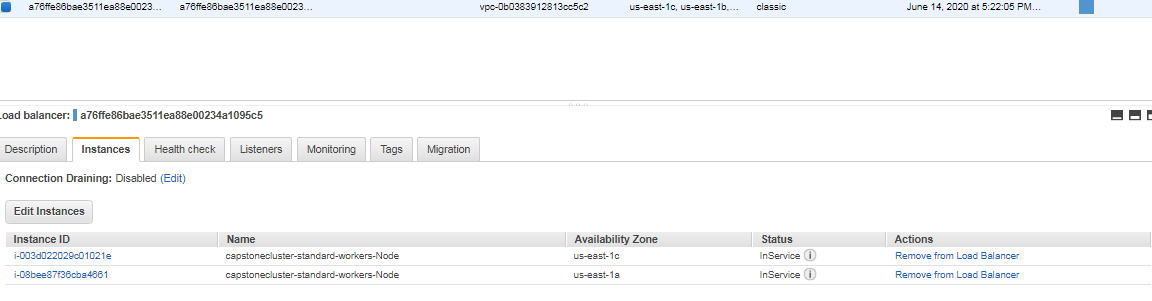 a76ffe86bae3511ea88e0023… a76ffe86bae3511ea88e0023… vpc-0b0383912813cc5c2 us-east-1c, us-east-1b,… classic June 14, 2020 at 5:22:05 PM…
Load balancer: a76ffe86bae3511ea88e00234a1095c5
Description Instances Health check Listeners Monitoring Tags Migration
Connection Draining: Disabled (Edit)
Edit Instances
Instance ID Name Availability Zone Status Actions
i-003d022029c01021e capstonecluster-standard-workers-Node us-east-1c InService i Remove from Load Balancer
i-08bee87f36cba4661 capstonecluster-standard-workers-Node us-east-1a InService i Remove from Load Balancer